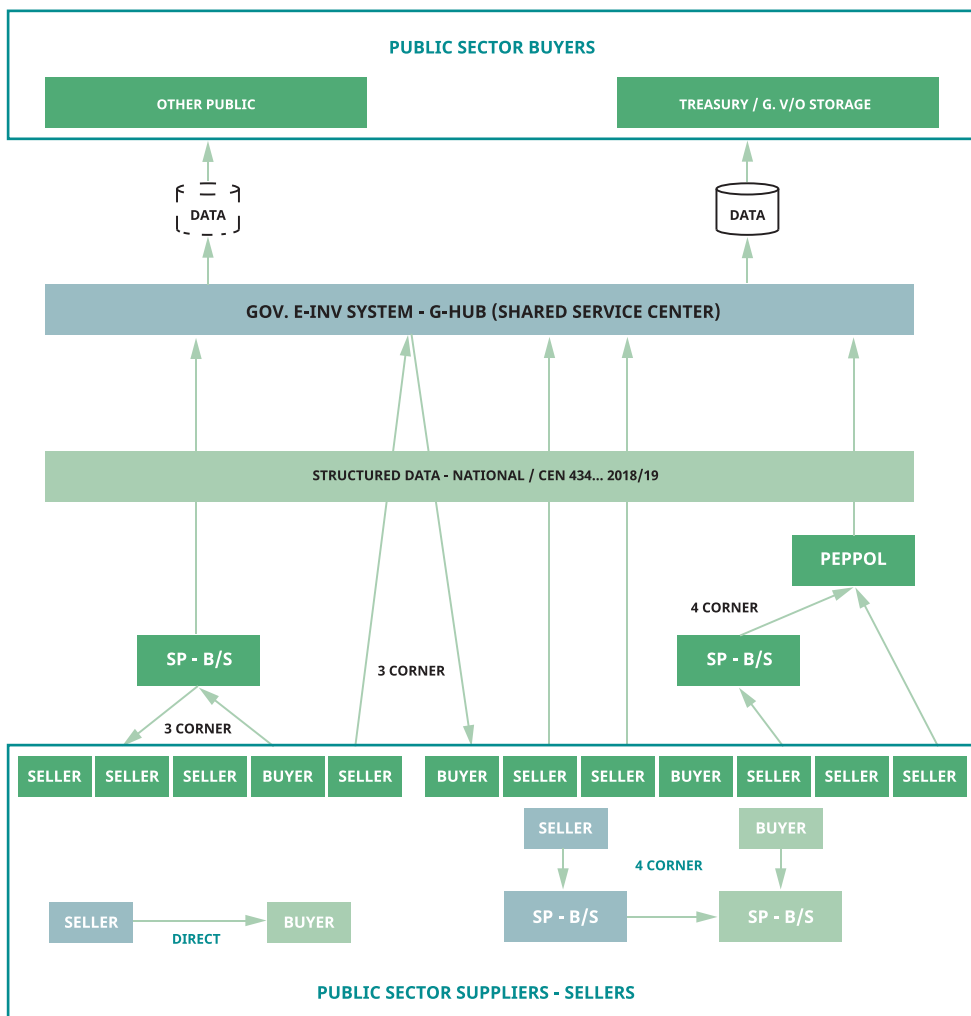 PUBLIC SECTOR BUYERS
OTHER PUBLIC
TREASURY / G. V/O STORAGE
DATA
DATA
GOV. E-INV SYSTEM - G-HUB (SHARED SERVICE CENTER)
STRUCTURED DATA - NATIONAL / CEN 434... 2018/19
PEPPOL
4 CORNER
SP - B/S
SP - B/S
3 CORNER
3 CORNER
SELLER
SELLER
SELLER
BUYER
SELLER
BUYER
SELLER
SELLER
BUYER
SELLER
SELLER
SELLER
SELLER
BUYER
4 CORNER
SELLER
BUYER
SP - B/S
SP - B/S
DIRECT
PUBLIC SECTOR SUPPLIERS - SELLERS